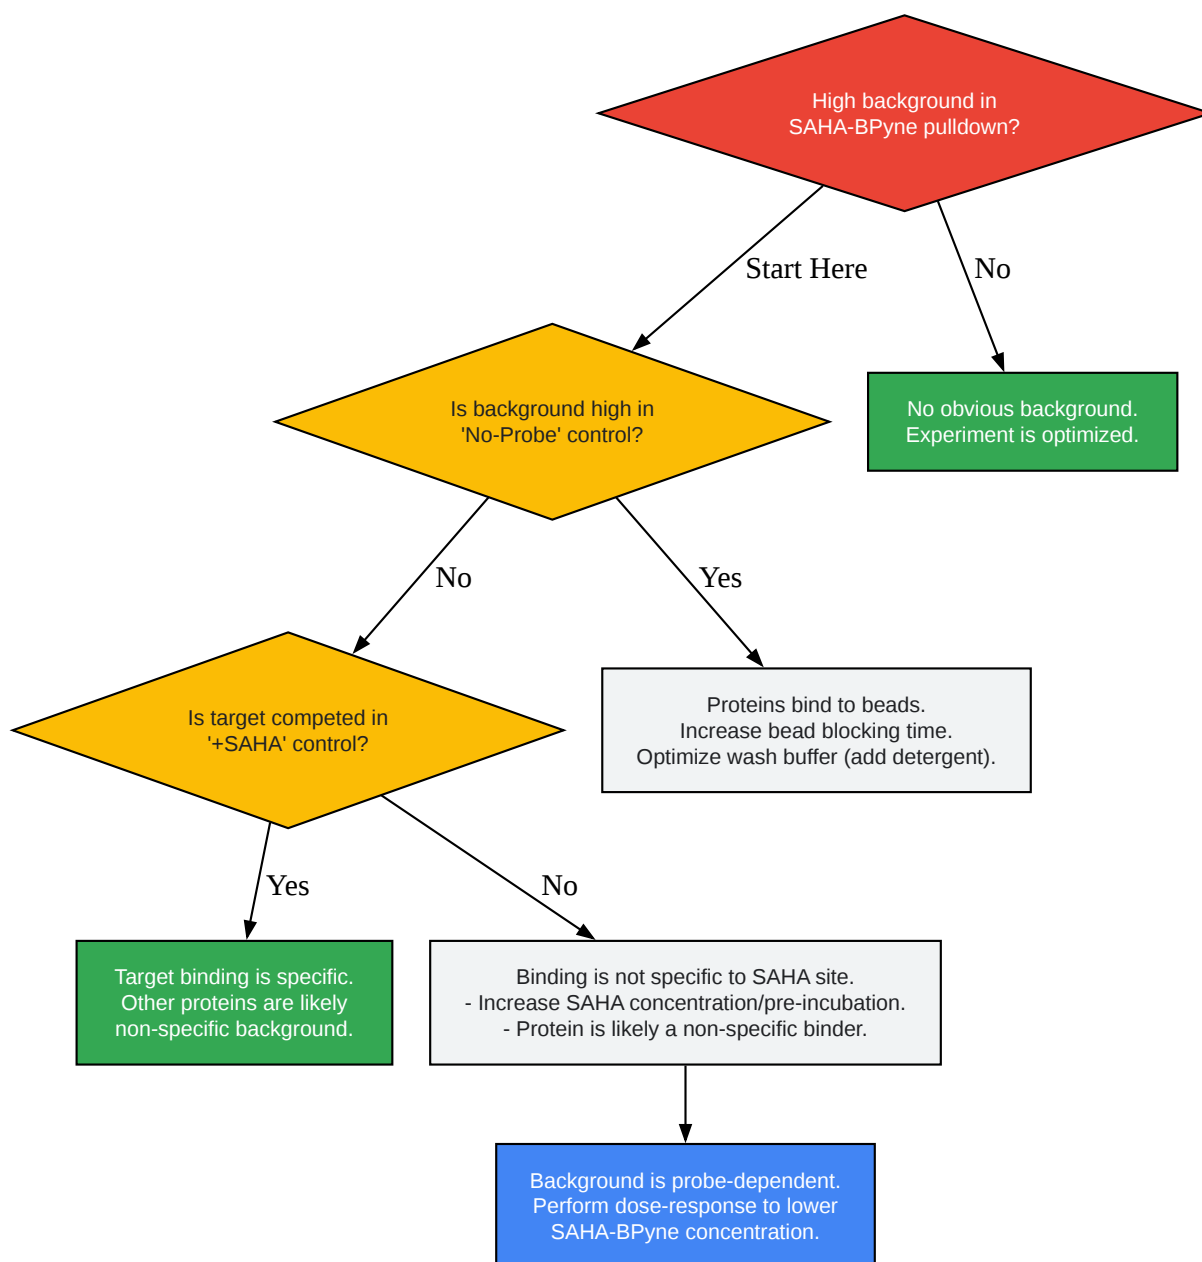 High background in
SAHA-BPyne pulldown?
Start Here
No
Is background high in
'No-Probe' control?
No obvious background.
Experiment is optimized.
No
Yes
Is target competed in
'+SAHA' control?
Proteins bind to beads.
Increase bead blocking time.
Optimize wash buffer (add detergent).
Yes
No
Target binding is specific.
Other proteins are likely
non-specific background.
Binding is not specific to SAHA site.
- Increase SAHA concentration/pre-incubation.
- Protein is likely a non-specific binder.
Background is probe-dependent.
Perform dose-response to lower
SAHA-BPyne concentration.